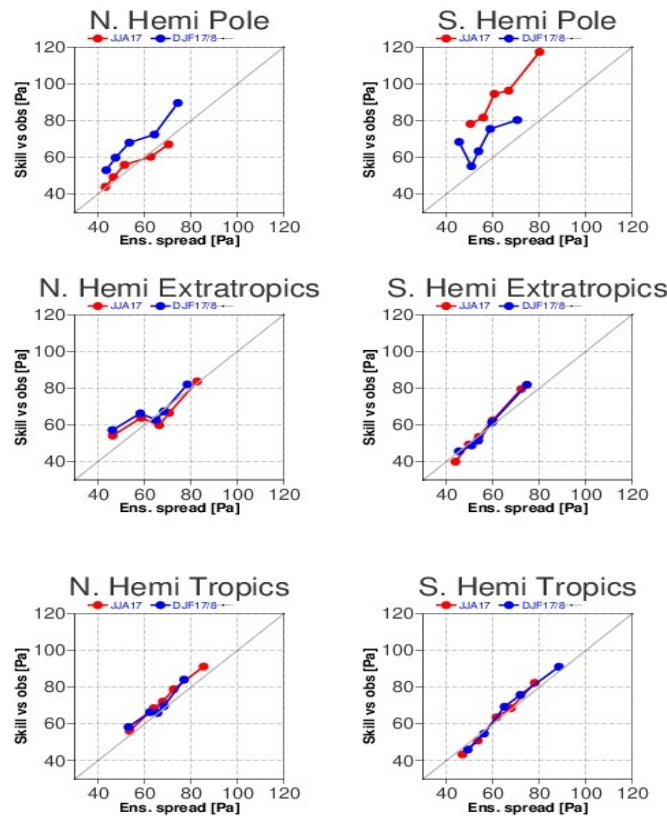 N. Hemi Pole
JJA17 DJF17/8
120
100
80
60
40
Skill vs obs [Pa]
40 60 80 100 120
Ens. spread [Pa]
S. Hemi Pole
JJA17 DJF17/8
120
100
80
60
40
Skill vs obs [Pa]
40 60 80 100 120
Ens. spread [Pa]
N. Hemi Extratropics
JJA17 DJF17/8
120
100
80
60
40
Skill vs obs [Pa]
40 60 80 100 120
Ens. spread [Pa]
S. Hemi Extratropics
JJA17 DJF17/8
120
100
80
60
40
Skill vs obs [Pa]
40 60 80 100 120
Ens. spread [Pa]
N. Hemi Tropics
JJA17 DJF17/8
120
100
80
60
40
Skill vs obs [Pa]
40 60 80 100 120
Ens. spread [Pa]
S. Hemi Tropics
JJA17 DJF17/8
120
100
80
60
40
Skill vs obs [Pa]
40 60 80 100 120
Ens. spread [Pa]